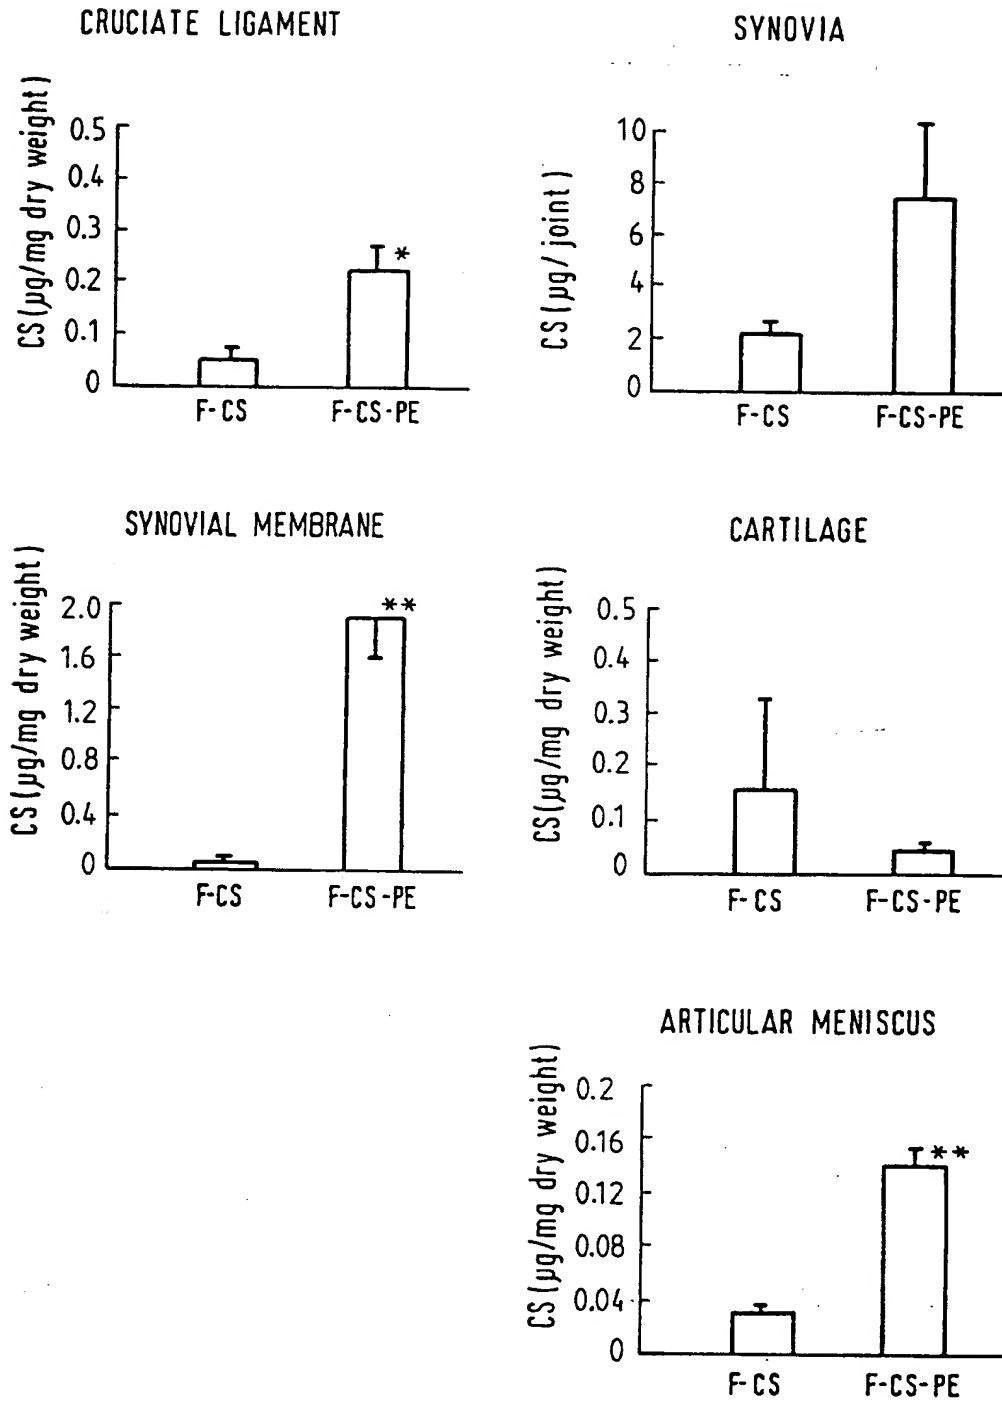 CRUCIATE LIGAMENT
CS (µg/mg dry weight)
0.5
0.4
0.3
0.2
0.1
0
*
F-CS
F-CS-PE
SYNOVIA
CS (µg/joint)
10
8
6
4
2
0
F-CS
F-CS-PE
SYNOVIAL MEMBRANE
CS (µg/mg dry weight)
2.0
1.6
1.2
0.8
0.4
0
**
F-CS
F-CS-PE
CARTILAGE
CS (µg/mg dry weight)
0.5
0.4
0.3
0.2
0.1
0
F-CS
F-CS-PE
ARTICULAR MENISCUS
CS (µg/mg dry weight)
0.2
0.16
0.12
0.08
0.04
0
**
F-CS
F-CS-PE